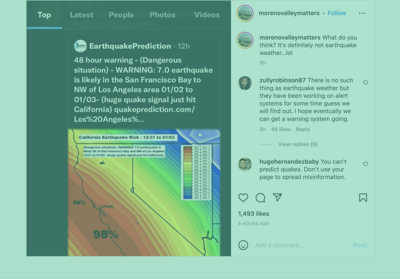 Top Latest People Photos Videos
EarthquakePrediction · 12h
48 hour warning - (Dangerous
situation) - WARNING: 7.0 earthquake
is likely in the San Francisco Bay to
NW of Los Angeles area 01/02 to
01/03- (huge quake signal just hit
California) quakeprediction.com/
Los%20Angeles%...
California Earthquake Risk - 12/31 to 01/03
98%
98%
morenovalleymatters • Follow
morenovalleymatters What do you
think? It's definitely not earthquake
weather...lol
zullyrobinson87 There is no such
thing as earthquake weather but
they have been working on alert
systems for some time guess we
will find out. I hope eventually we
can get a warning system going.
49 likes Reply
View replies (6)
hugohernandezbaby You can't
predict quakes. Don't use your
page to spread misinformation.
1,493 likes
HOURS AGO
Add a comment... Post